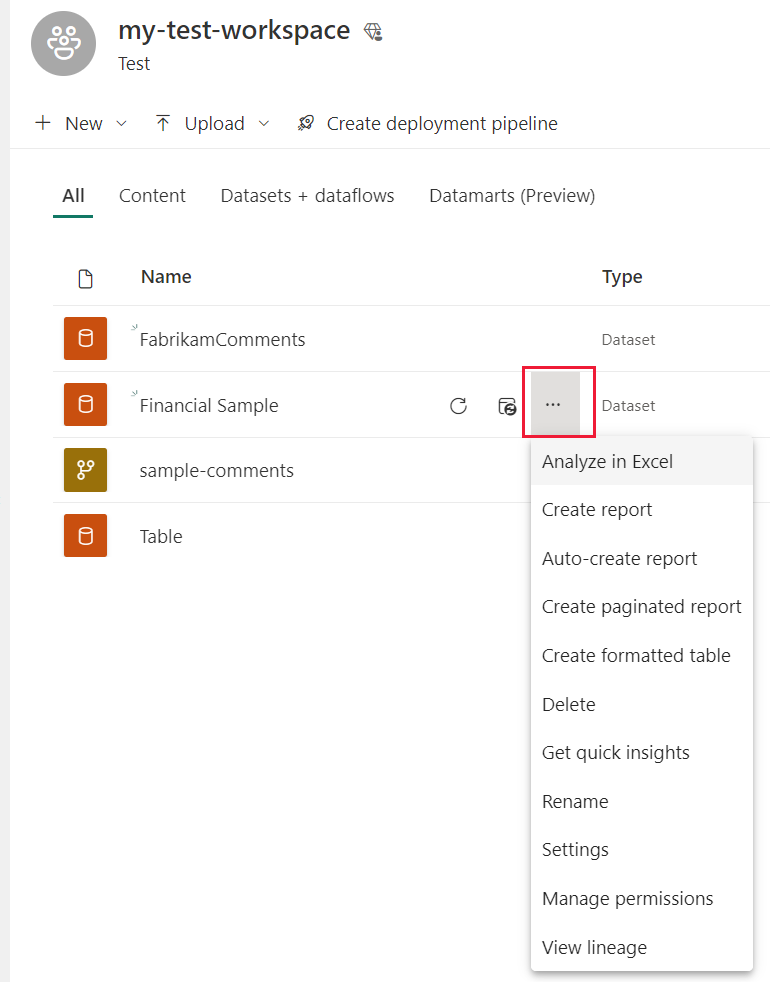 my-test-workspace
Test
New Upload Create deployment pipeline
All Content Datasets + dataflows Datamarts (Preview)
Name Type
FabrikamComments Dataset
Financial Sample ... Dataset
sample-comments
Table
Analyze in Excel
Create report
Auto-create report
Create paginated report
Create formatted table
Delete
Get quick insights
Rename
Settings
Manage permissions
View lineage